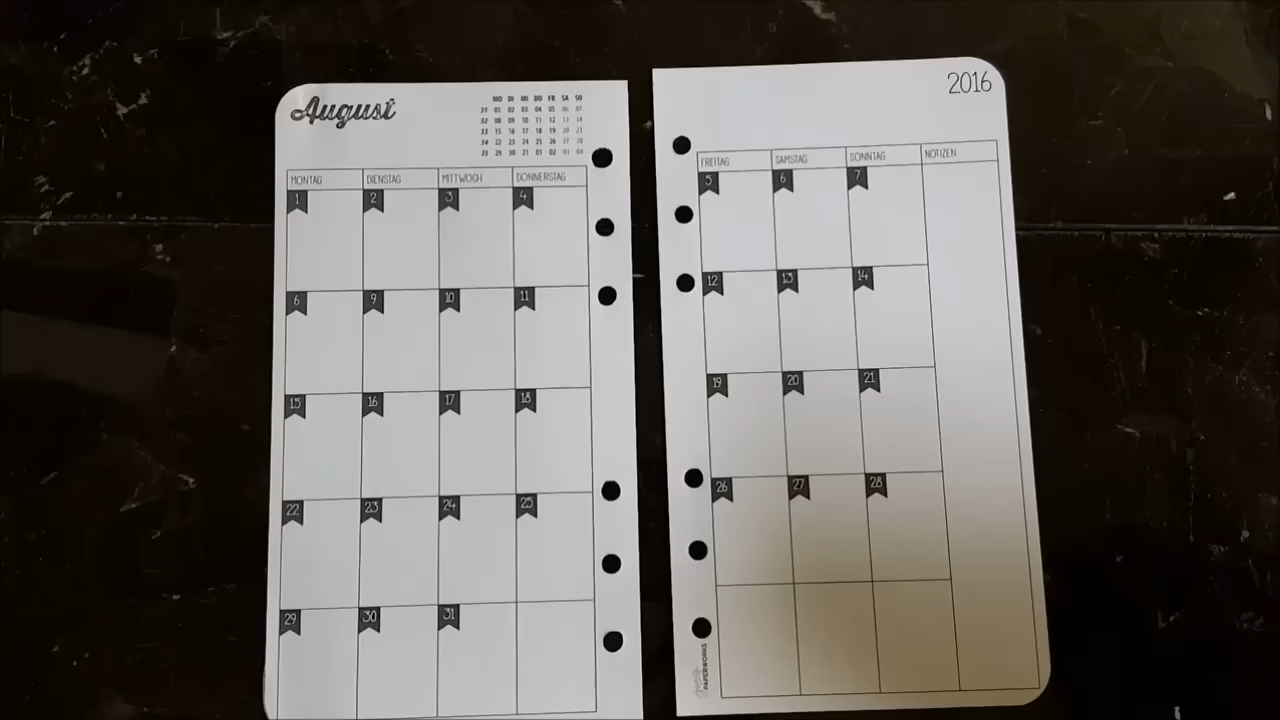 August
MO DI MI DO FR SA SO
31 01 02 03 04 05 06 07
32 08 09 10 11 12 13 14
33 15 16 17 18 19 20 21
34 22 23 24 25 26 27 28
35 29 30 31 01 02 03 04
MONTAG DIENSTAG MITTWOCH DONNERSTAG
1 2 3 4
6 9 10 11
15 16 17 18
22 23 24 25
29 30 31
2016
FREITAG SAMSTAG SONNTAG NOTIZEN
5 6 7
12 13 14
19 20 21
26 27 28
PAPERWORKS